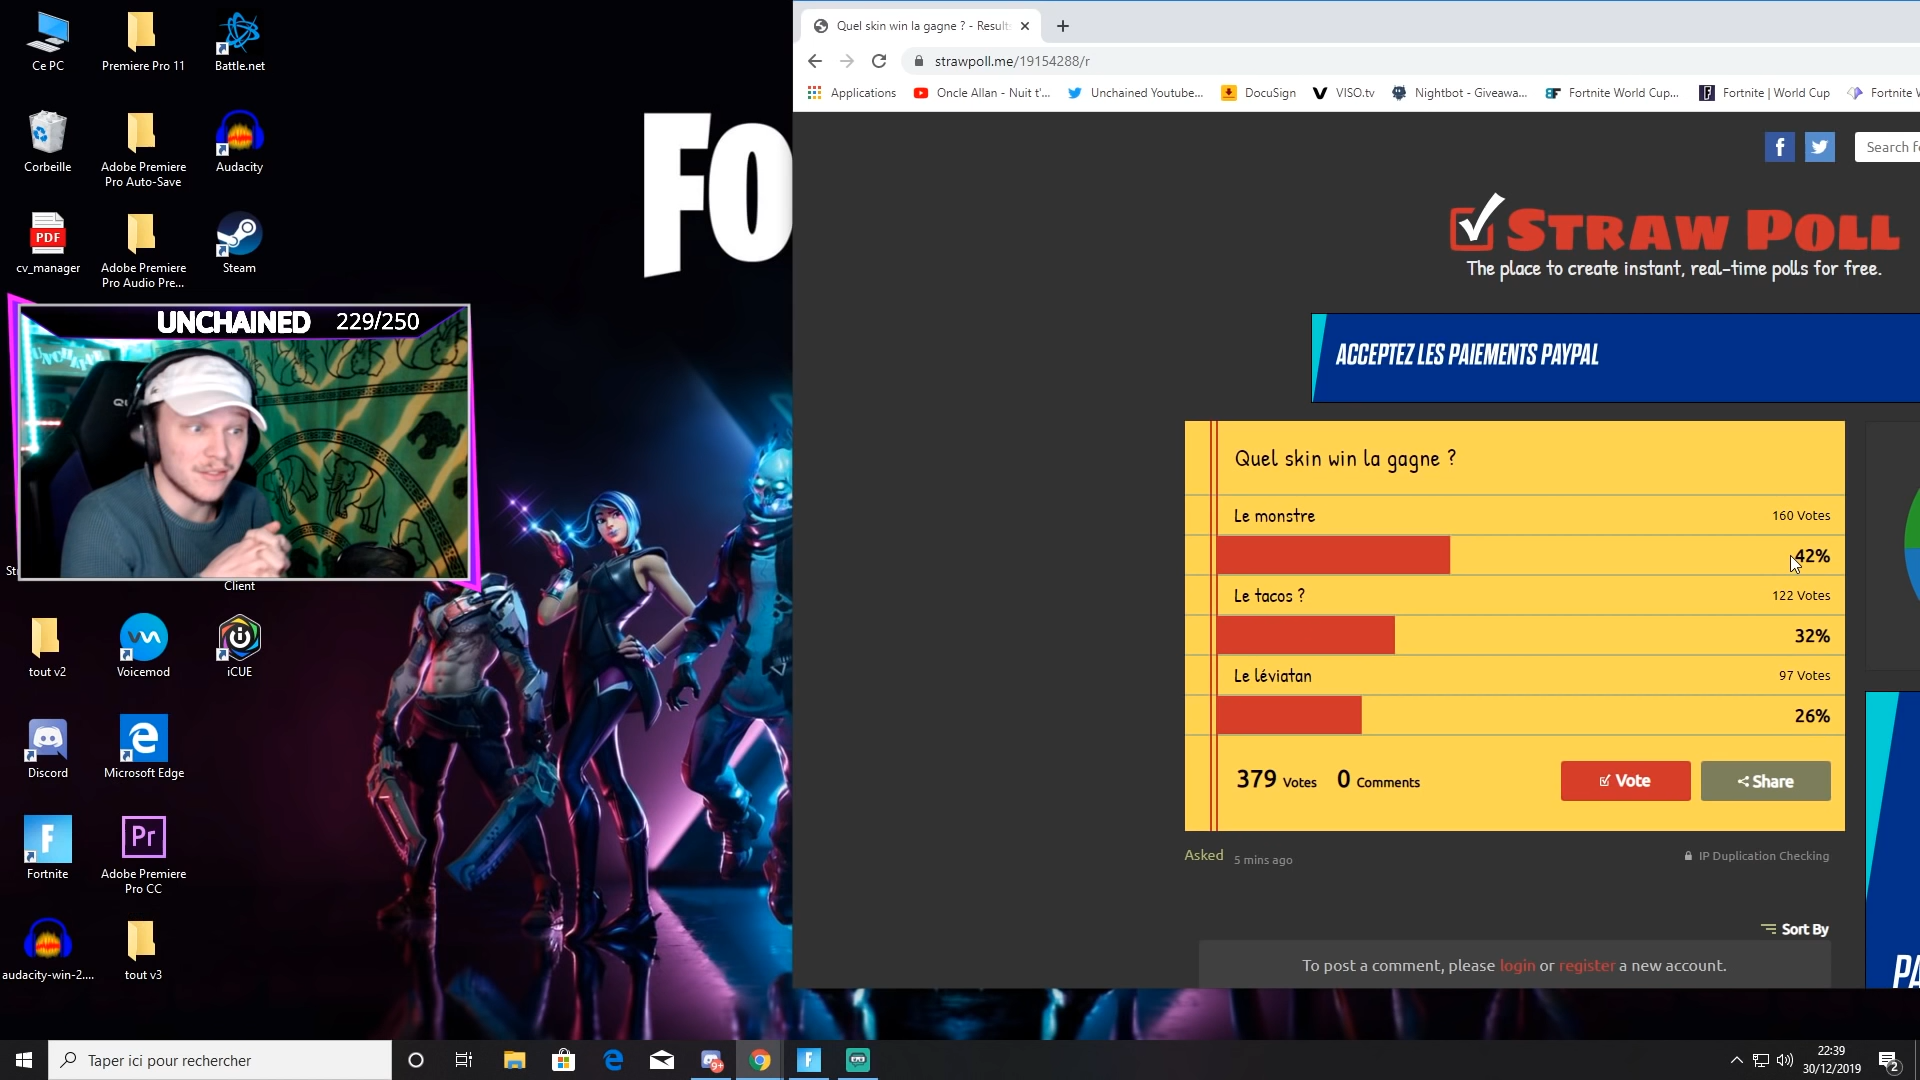 Ce PC
Premiere Pro 11
Battle.net
Corbeille
Adobe Premiere
Pro Auto-Save
Audacity
PDF
cv_manager
Adobe Premiere
Pro Audio Pre...
Steam
UNCHAINED 229/250
Client
tout v2
Voicemod
iCUE
Discord
Microsoft Edge
Fortnite
Pr
Adobe Premiere
Pro CC
audacity-win-2....
tout v3
FO
Quel skin win la gagne ? - Result
strawpoll.me/19154288/r
Applications
Oncle Allan - Nuit t'...
Unchained Youtube...
DocuSign
VISO.tv
Nightbot - Giveawa...
Fortnite World Cup...
Fortnite | World Cup
Fortnite W
Search fo
STRAW POLL
The place to create instant, real-time polls for free.
ACCEPTEZ LES PAIEMENTS PAYPAL
Quel skin win la gagne ?
Le monstre 160 Votes
42%
Le tacos ? 122 Votes
32%
Le léviatan 97 Votes
26%
379 Votes 0 Comments
Vote
Share
Asked 5 mins ago
IP Duplication Checking
Sort By
To post a comment, please login or register a new account.
PA
Taper ici pour rechercher
9+
22:39
30/12/2019
2